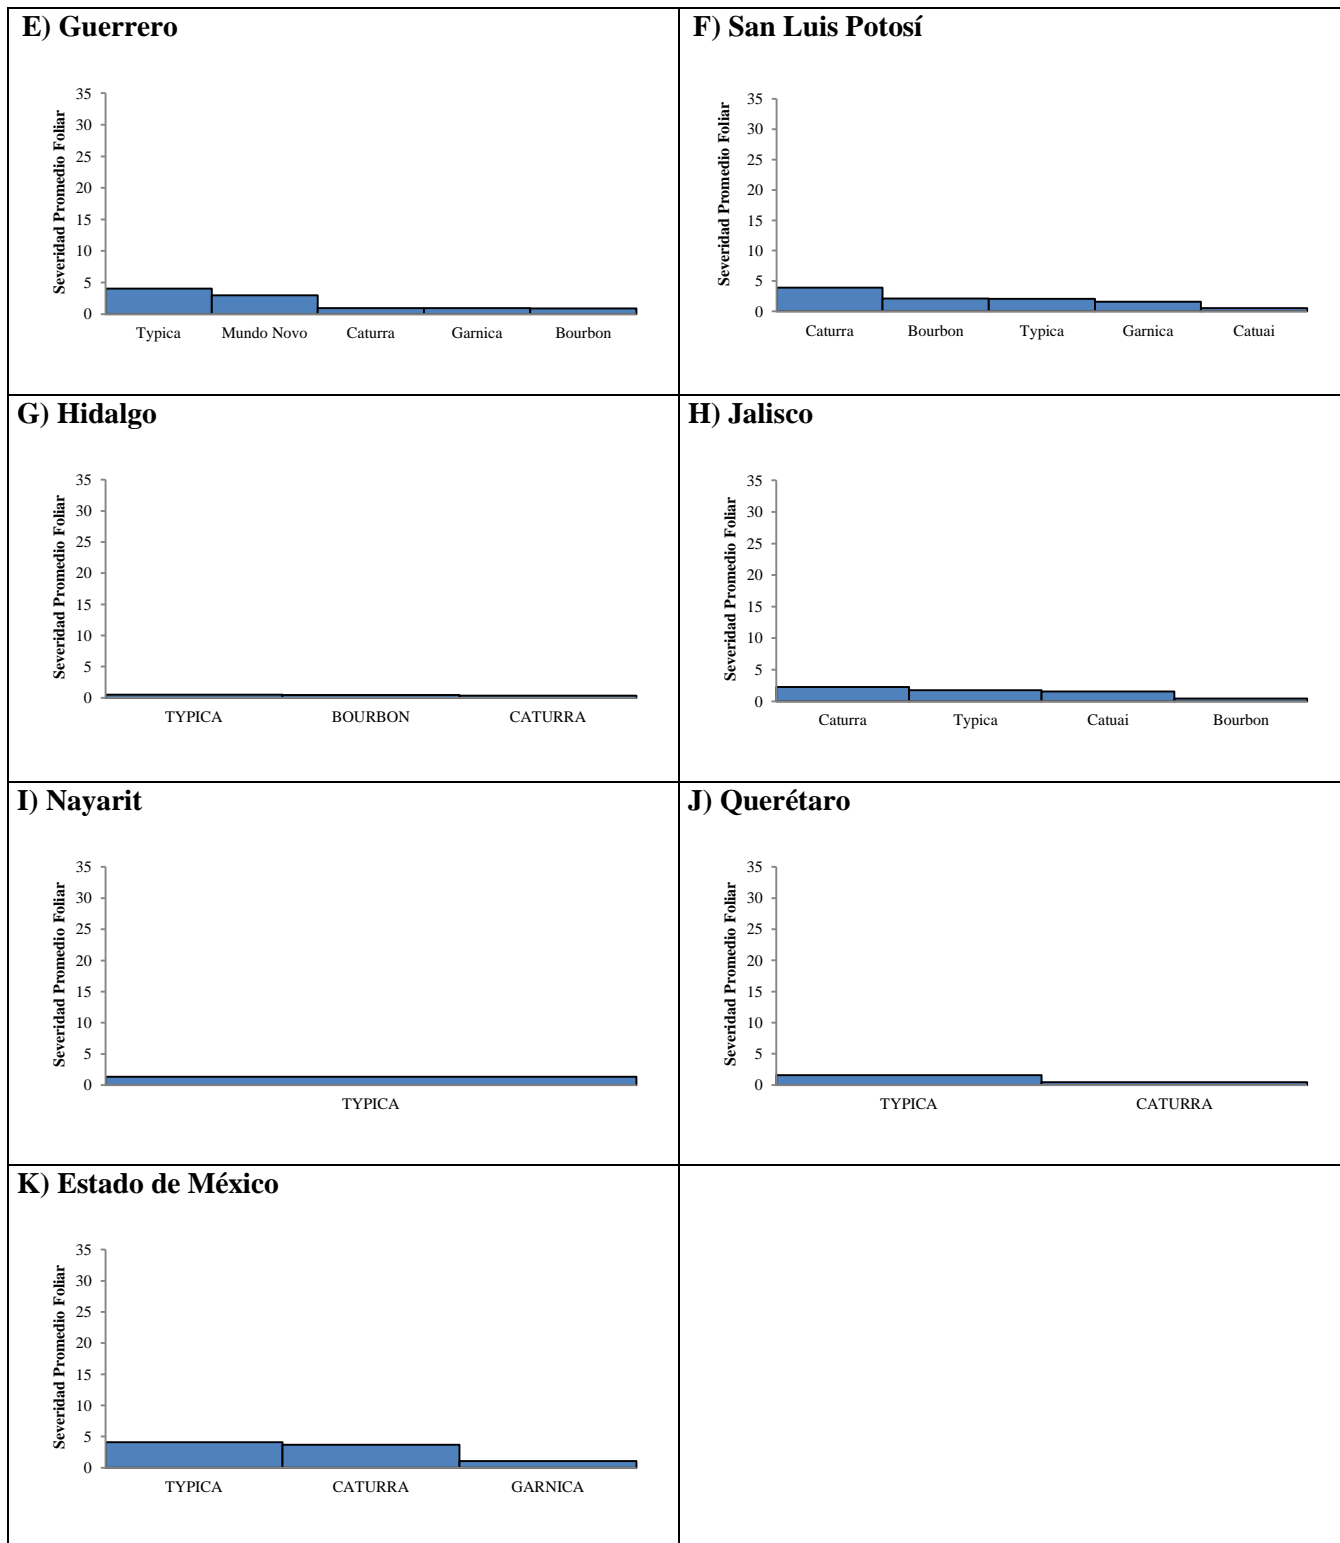 E) Guerrero
Severidad Promedio Foliar
35
30
25
20
15
10
5
0
Typica Mundo Novo Caturra Garnica Bourbon
F) San Luis Potosí
Severidad Promedio Foliar
35
30
25
20
15
10
5
0
Caturra Bourbon Typica Garnica Catuai
G) Hidalgo
Severidad Promedio Foliar
35
30
25
20
15
10
5
0
TYPICA BOURBON CATURRA
H) Jalisco
Severidad Promedio Foliar
35
30
25
20
15
10
5
0
Caturra Typica Catuai Bourbon
I) Nayarit
Severidad Promedio Foliar
35
30
25
20
15
10
5
0
TYPICA
J) Querétaro
Severidad Promedio Foliar
35
30
25
20
15
10
5
0
TYPICA CATURRA
K) Estado de México
Severidad Promedio Foliar
35
30
25
20
15
10
5
0
TYPICA CATURRA GARNICA